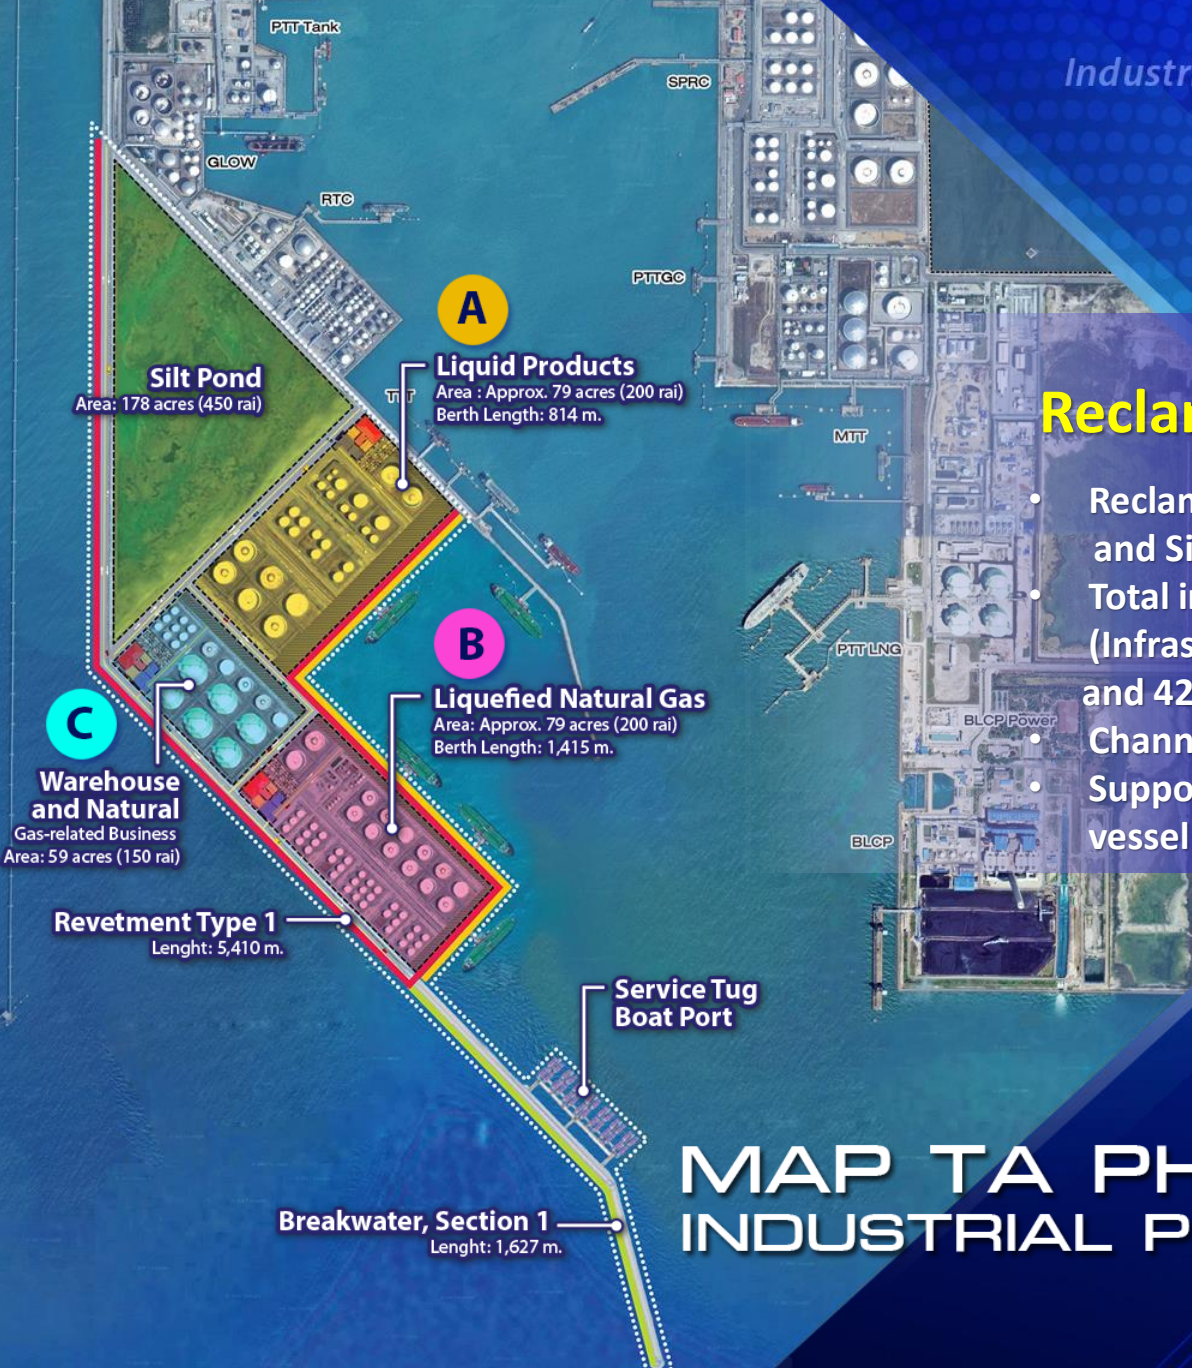 PTT Tank
SPRC
Industr
GLOW
RTC
PTTGC
A
Liquid Products
Area : Approx. 79 acres (200 rai)
Berth Length: 814 m.
Silt Pond
Area: 178 acres (450 rai)
TTT
MTT
Reclar
• Reclan
and Si
• Total in
(Infras
and 42
• Chann
• Suppo
vessel
B
Liquefied Natural Gas
Area: Approx. 79 acres (200 rai)
Berth Length: 1,415 m.
PTT LNG
BLCP Power
BLCP
C
Warehouse
and Natural
Gas-related Business
Area: 59 acres (150 rai)
Revetment Type 1
Lenght: 5,410 m.
Service Tug
Boat Port
Breakwater, Section 1
Lenght: 1,627 m.
MAP TA PH
INDUSTRIAL P